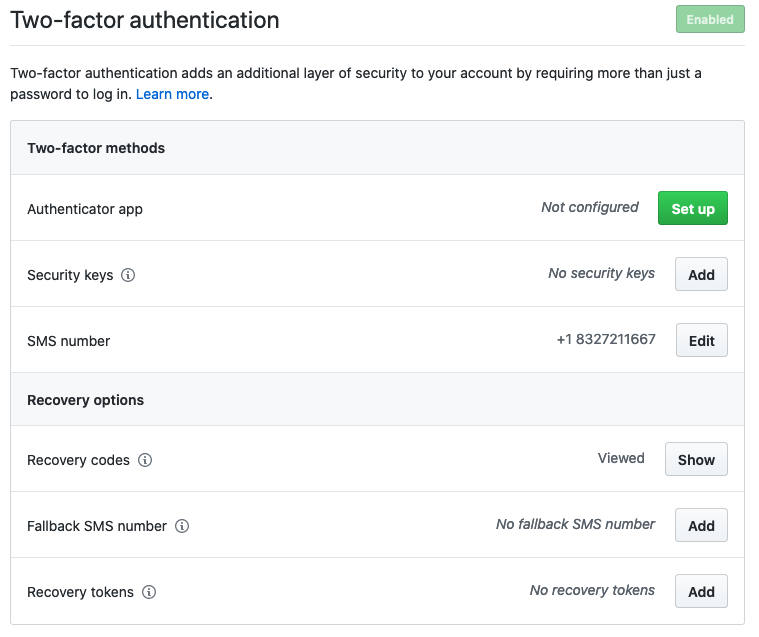 Two-factor authentication
Enabled
Two-factor authentication adds an additional layer of security to your account by requiring more than just a
password to log in. Learn more.
Two-factor methods
Authenticator app Not configured Set up
Security keys No security keys Add
SMS number +1 8327211667 Edit
Recovery options
Recovery codes Viewed Show
Fallback SMS number No fallback SMS number Add
Recovery tokens No recovery tokens Add